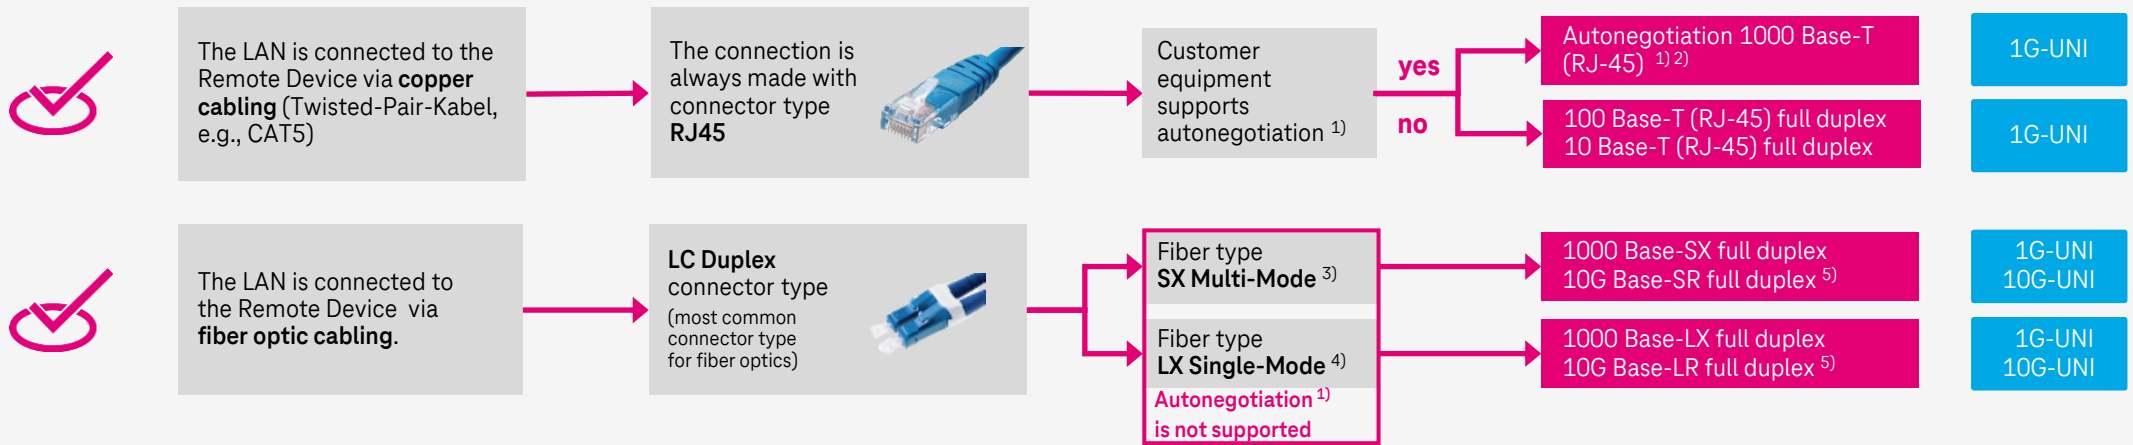 The LAN is connected to the
Remote Device via copper
cabling (Twisted-Pair-Kabel,
e.g., CAT5)
The connection is
always made with
connector type
RJ45
Customer
equipment
supports
autonegotiation 1)
yes
no
Autonegotiation 1000 Base-T
(RJ-45) 1) 2)
1G-UNI
100 Base-T (RJ-45) full duplex
10 Base-T (RJ-45) full duplex
1G-UNI
The LAN is connected to
the Remote Device via
fiber optic cabling.
LC Duplex
connector type
(most common
connector type
for fiber optics)
Fiber type
SX Multi-Mode 3)
Fiber type
LX Single-Mode 4)
Autonegotiation 1)
is not supported
1000 Base-SX full duplex
10G Base-SR full duplex 5)
1G-UNI
10G-UNI
1000 Base-LX full duplex
10G Base-LR full duplex 5)
1G-UNI
10G-UNI